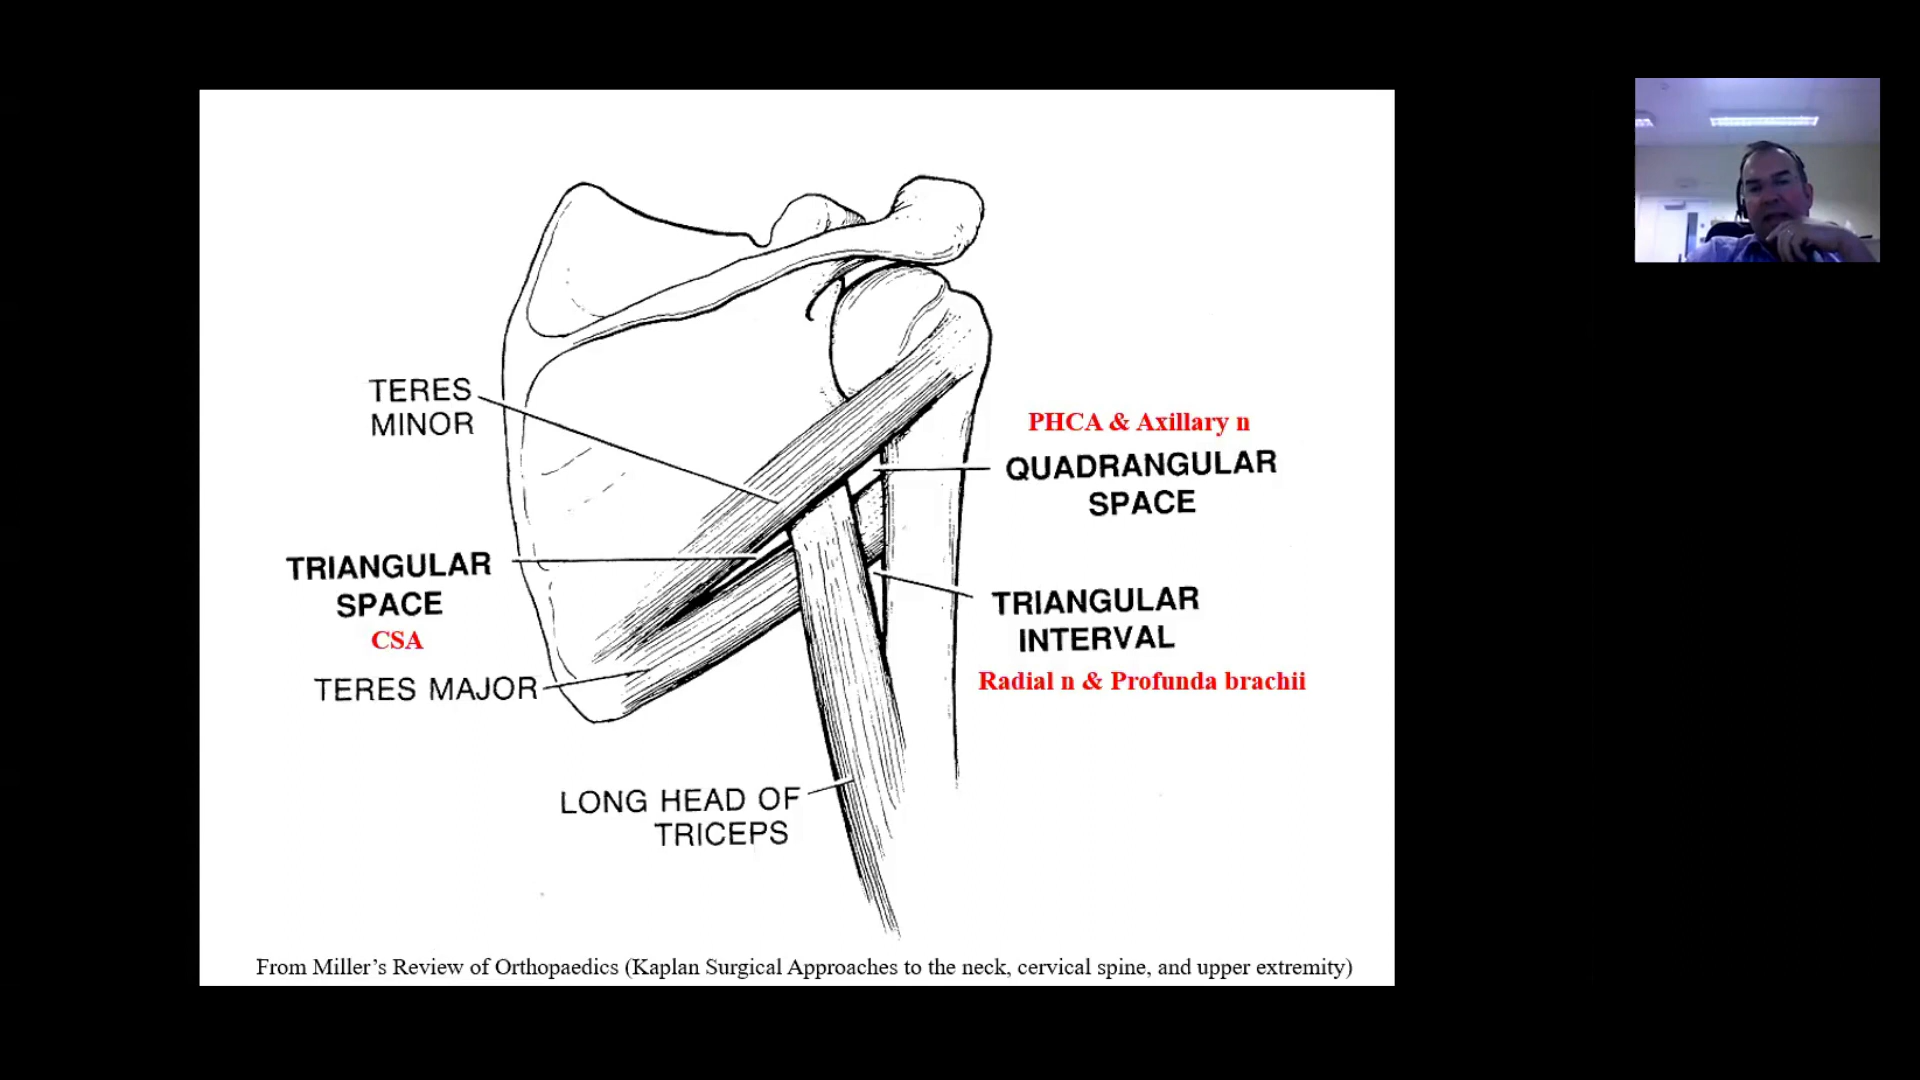 TERES
MINOR
PHCA & Axillary n
QUADRANGULAR
SPACE
TRIANGULAR
SPACE
CSA
TRIANGULAR
INTERVAL
Radial n & Profunda brachii
TERES MAJOR
LONG HEAD OF
TRICEPS
From Miller’s Review of Orthopaedics (Kaplan Surgical Approaches to the neck, cervical spine, and upper extremity)